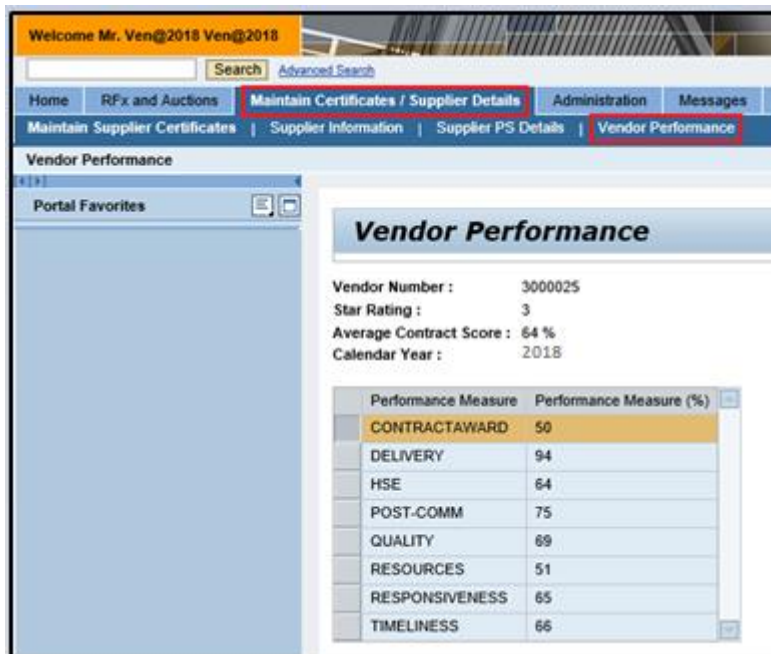 Welcome Mr. Ven@2018 Ven@2018
Search Advanced Search
Home RFx and Auctions Maintain Certificates / Supplier Details Administration Messages
Maintain Supplier Certificates | Supplier Information | Supplier PS Details | Vendor Performance
Vendor Performance
Portal Favorites
Vendor Performance
Vendor Number : 3000025
Star Rating : 3
Average Contract Score : 64 %
Calendar Year : 2018
Performance Measure Performance Measure (%)
CONTRACTAWARD 50
DELIVERY 94
HSE 64
POST-COMM 75
QUALITY 69
RESOURCES 51
RESPONSIVENESS 65
TIMELINESS 66